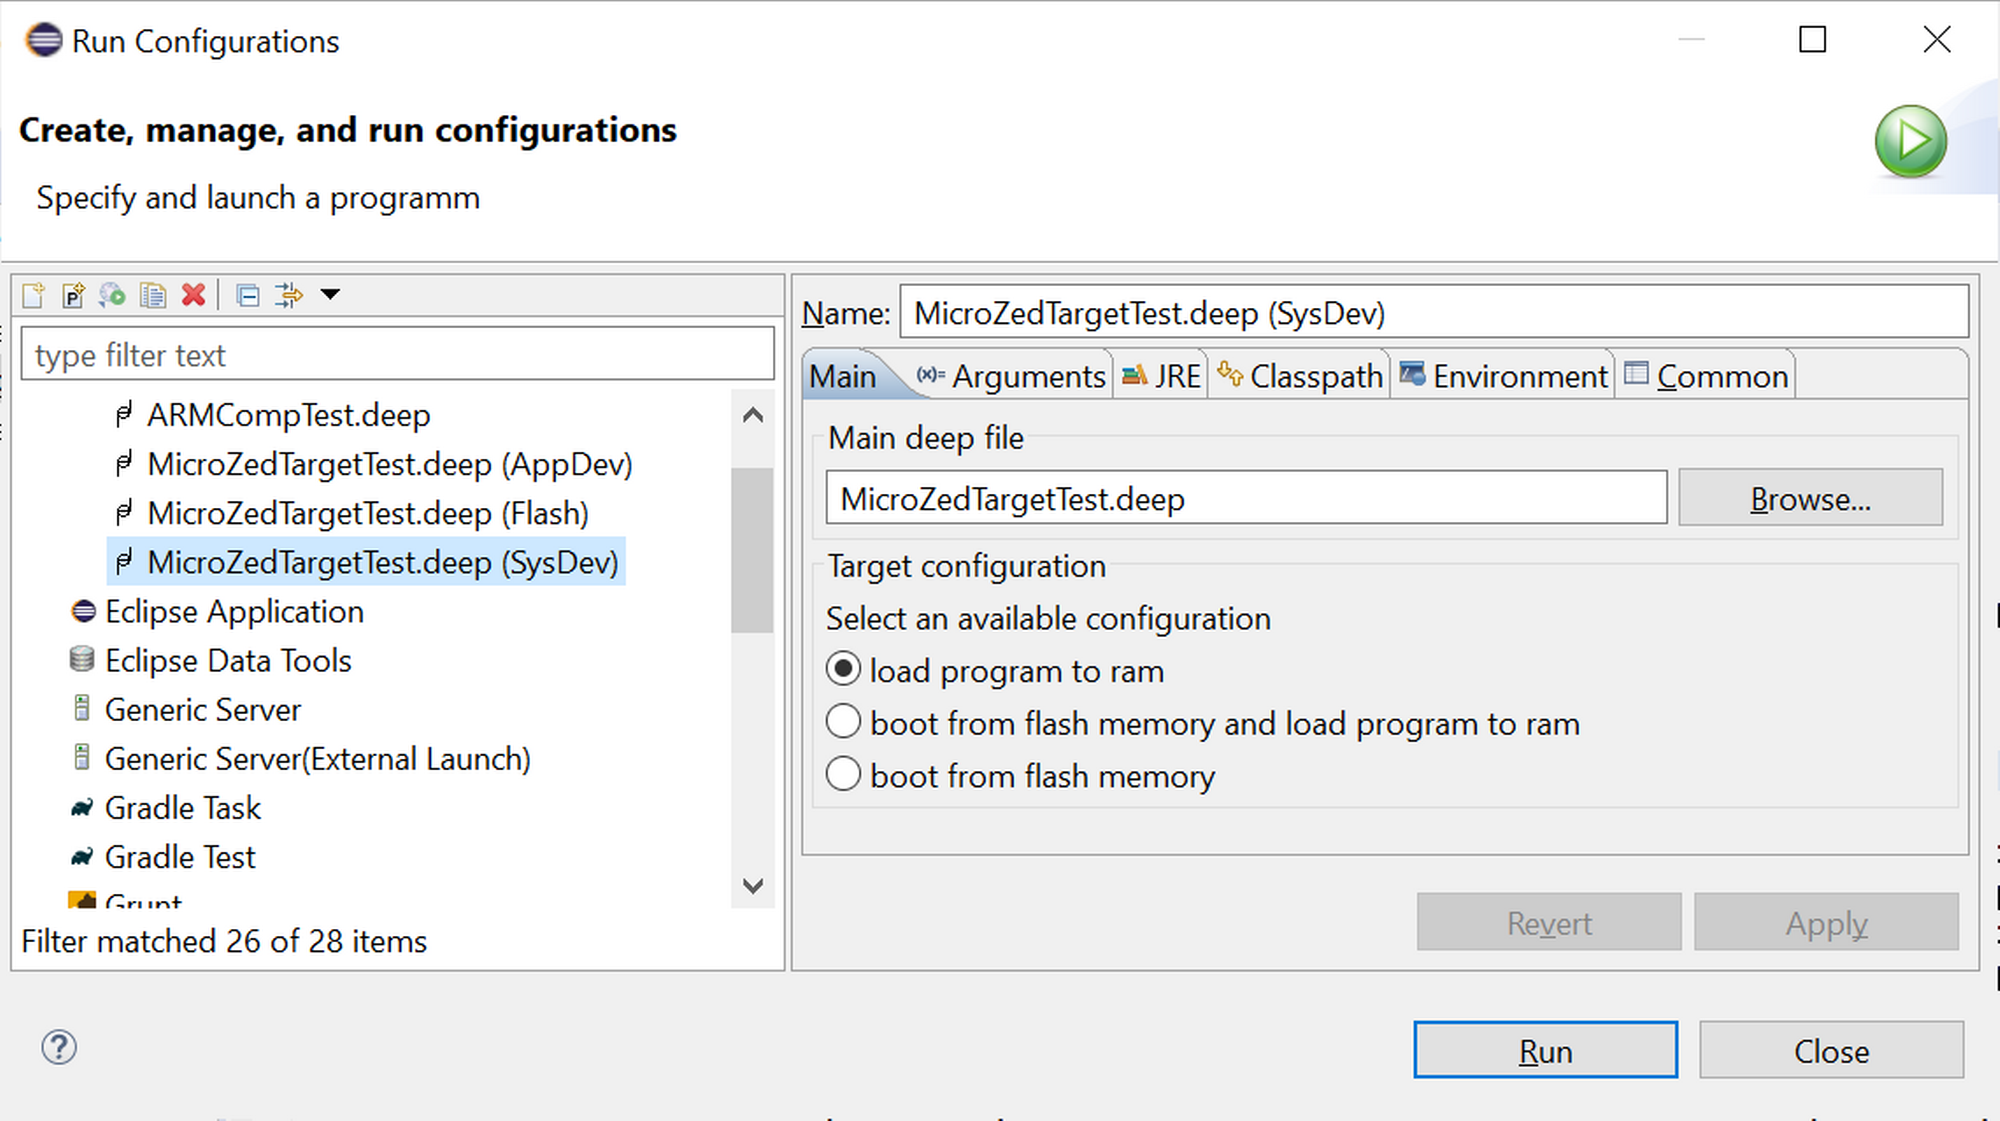 Run Configurations
Create, manage, and run configurations
Specify and launch a programm
type filter text
ARMCompTest.deep
MicroZedTargetTest.deep (AppDev)
MicroZedTargetTest.deep (Flash)
MicroZedTargetTest.deep (SysDev)
Eclipse Application
Eclipse Data Tools
Generic Server
Generic Server(External Launch)
Gradle Task
Gradle Test
Grunt
Filter matched 26 of 28 items
Name: MicroZedTargetTest.deep (SysDev)
Main (x)= Arguments JRE Classpath Environment Common
Main deep file
MicroZedTargetTest.deep Browse...
Target configuration
Select an available configuration
load program to ram
boot from flash memory and load program to ram
boot from flash memory
Revert Apply
Run Close